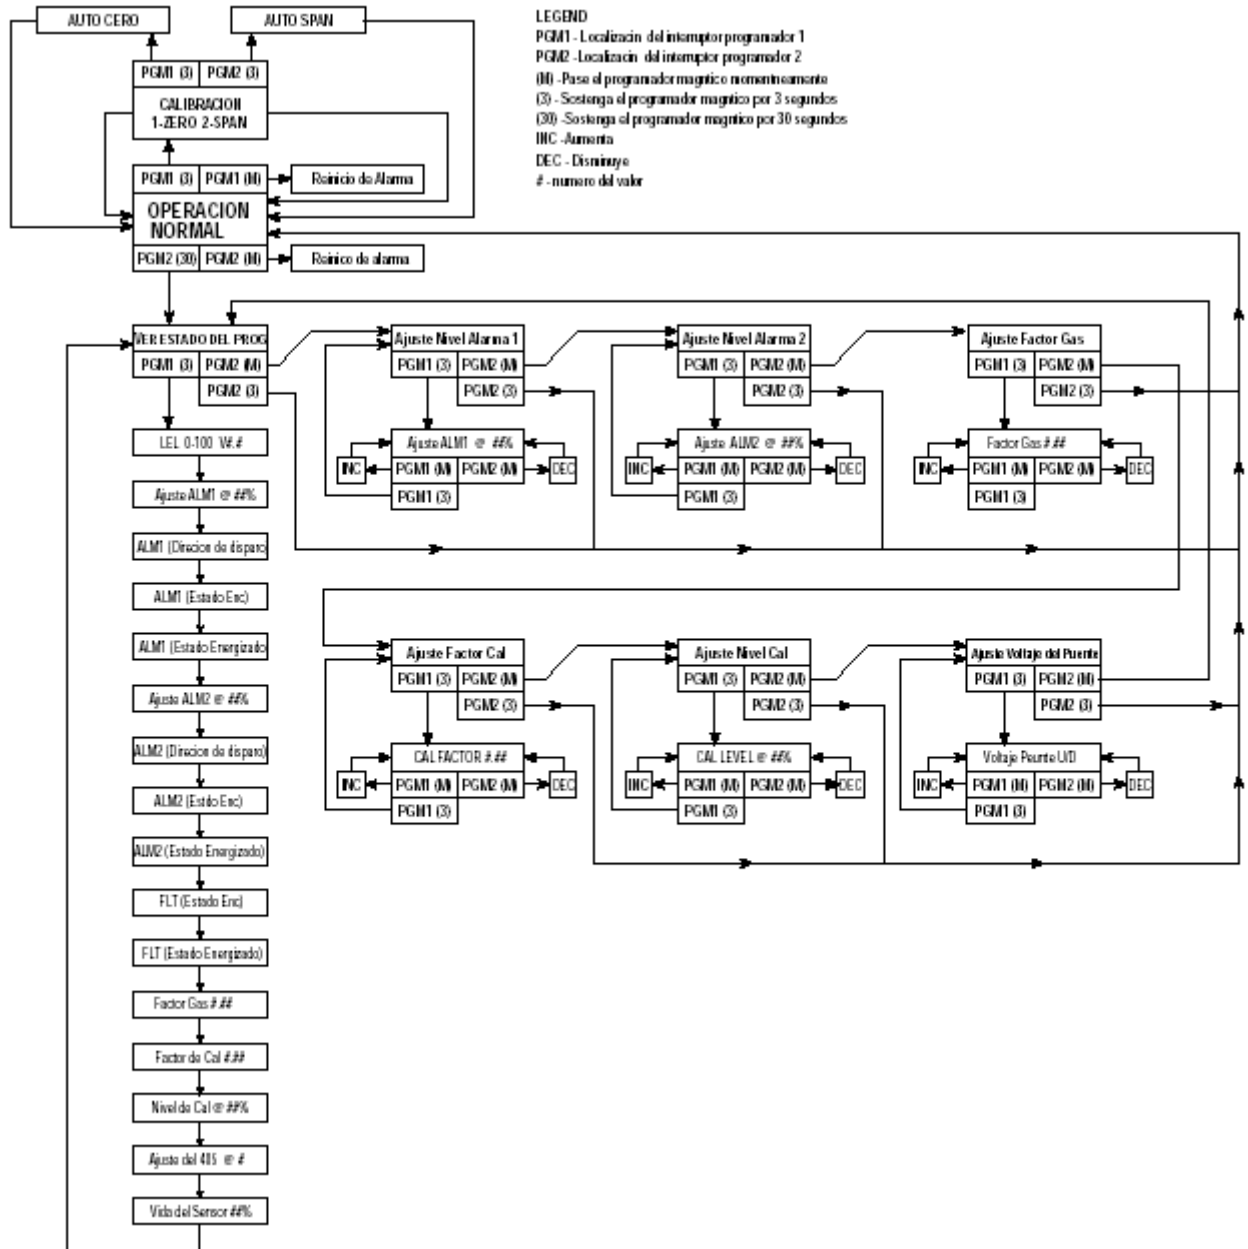 AUTO CERO
AUTO SPAN
LEGEND
PGM1 - Localizacin del interruptor programador 1
PGM2 - Localizacin del interruptor programador 2
(M) - Pase el programador magntico momentneamente
(3) - Sostenga el programador magntico por 3 segundos
(30) - Sostenga el programador magntico por 30 segundos
INC - Aumenta
DEC - Disminuye
# - numero del valor
PGM1 (3) PGM2 (3)
CALIBRACION
1-ZERO 2-SPAN
PGM1 (3) PGM1 (M) Reinicio de Alarma
OPERACION
NORMAL
PGM2 (30) PGM2 (M) Reinico de alarma
VER ESTADO DEL PROG
PGM1 (3) PGM2 (M)
PGM2 (3)
Ajuste Nivel Alarma 1
PGM1 (3) PGM2 (M)
PGM2 (3)
Ajuste ALM1 @ ##%
INC PGM1 (M) PGM2 (M) DEC
PGM1 (3)
Ajuste Nivel Alarma 2
PGM1 (3) PGM2 (M)
PGM2 (3)
Ajuste ALM2 @ ##%
INC PGM1 (M) PGM2 (M) DEC
PGM1 (3)
Ajuste Factor Gas
PGM1 (3) PGM2 (M)
PGM2 (3)
Factor Gas #.##
INC PGM1 (M) PGM2 (M) DEC
PGM1 (3)
LEL 0-100 V#.#
Ajuste ALM1 @ ##%
ALM1 (Direcion de disparo
ALM1 (Estado Enc)
ALM1 (Estado Energizado
Ajuste ALM2 @ ##%
ALM2 (Direcion de disparo)
ALM2 (Estdo Enc)
ALM2 (Estado Energizado)
FLT (Estado Enc)
FLT (Estado Energizado)
Factor Gas #.##
Factor de Cal #.##
Nivel de Cal @ ##%
Ajuste del 485 @ #
Vida del Sensor ##%
Ajuste Factor Cal
PGM1 (3) PGM2 (M)
PGM2 (3)
CAL FACTOR #.##
INC PGM1 (M) PGM2 (M) DEC
PGM1 (3)
Ajuste Nivel Cal
PGM1 (3) PGM2 (M)
PGM2 (3)
CAL LEVEL @ ##%
INC PGM1 (M) PGM2 (M) DEC
PGM1 (3)
Ajuste Voltaje del Puente
PGM1 (3) PGM2 (M)
PGM2 (3)
Voltaje Peunte U/D
INC PGM1 (M) PGM2 (M) DEC
PGM1 (3)